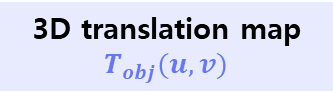 3D translation map
T_obj(u, v)